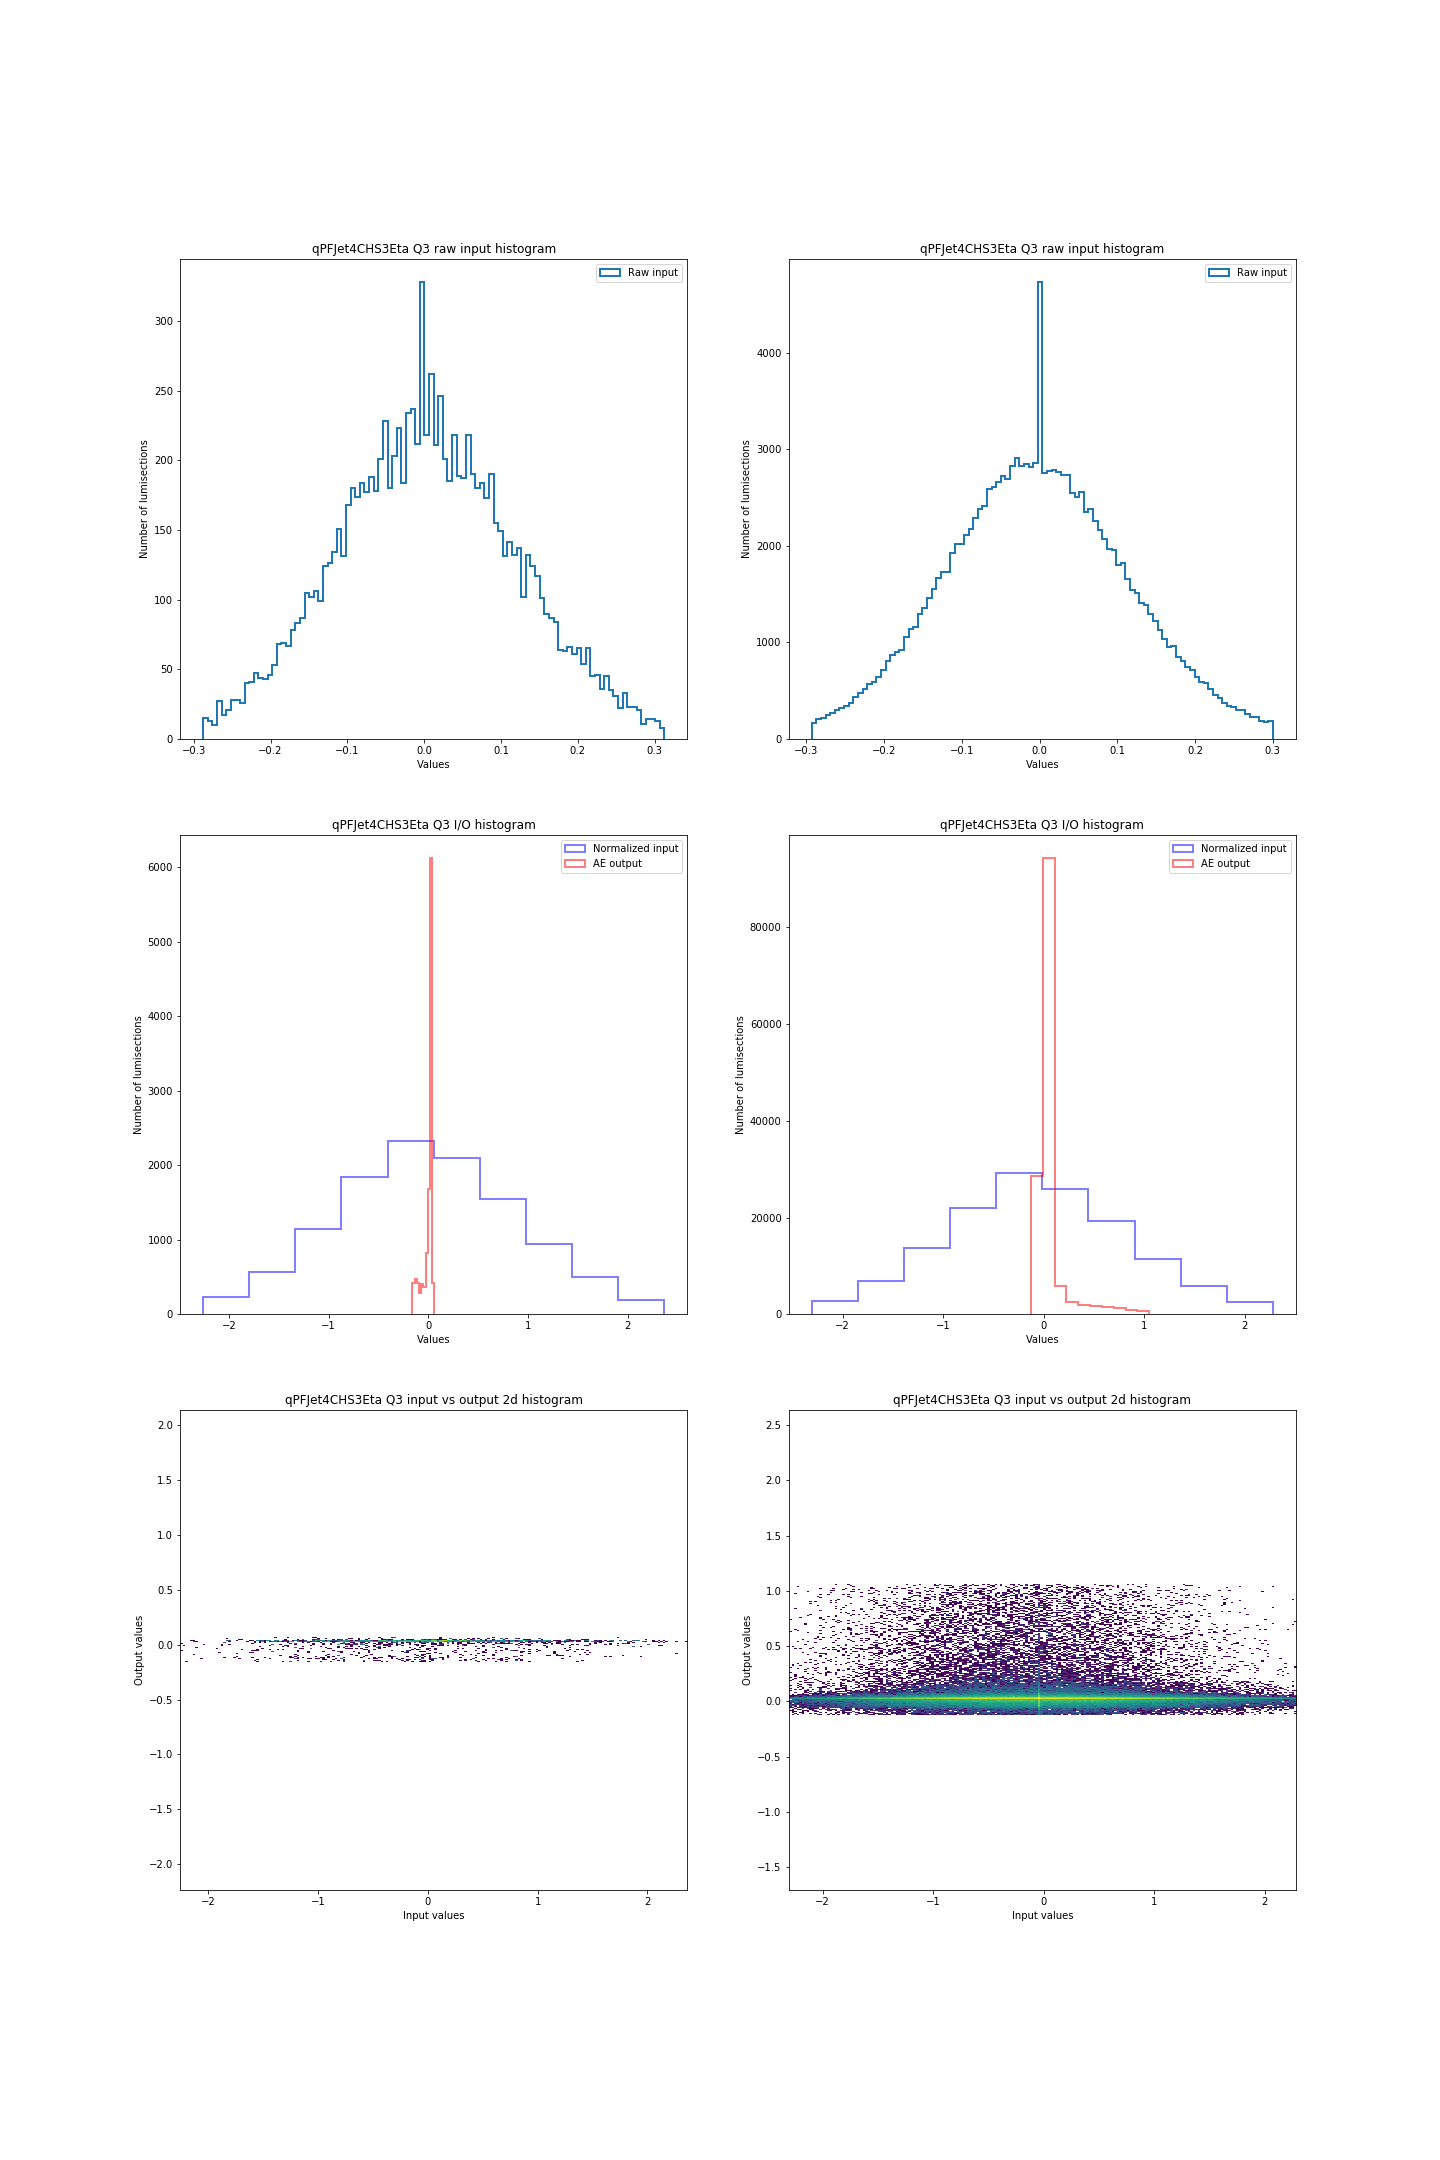 qPFJet4CHS3Eta Q3 raw input histogram
Raw input
300
250
200
150
100
50
0
Number of lumisections
−0.3 −0.2 −0.1 0.0 0.1 0.2 0.3
Values
qPFJet4CHS3Eta Q3 raw input histogram
Raw input
4000
3000
2000
1000
0
Number of lumisections
−0.3 −0.2 −0.1 0.0 0.1 0.2 0.3
Values
qPFJet4CHS3Eta Q3 I/O histogram
Normalized input
AE output
6000
5000
4000
3000
2000
1000
0
Number of lumisections
−2 −1 0 1 2
Values
qPFJet4CHS3Eta Q3 I/O histogram
Normalized input
AE output
80000
60000
40000
20000
0
Number of lumisections
−2 −1 0 1 2
Values
qPFJet4CHS3Eta Q3 input vs output 2d histogram
2.0
1.5
1.0
0.5
0.0
−0.5
−1.0
−1.5
−2.0
Output values
−2 −1 0 1 2
Input values
qPFJet4CHS3Eta Q3 input vs output 2d histogram
2.5
2.0
1.5
1.0
0.5
0.0
−0.5
−1.0
−1.5
Output values
−2 −1 0 1 2
Input values